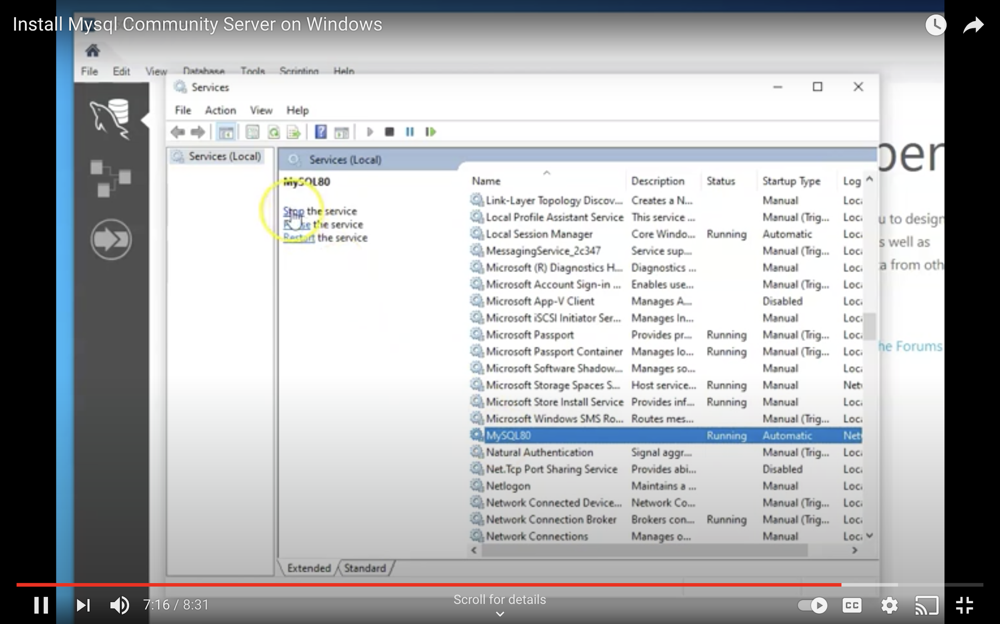 Install Mysql Community Server on Windows
File Edit View Database Tools Scripting Help
Services
File Action View Help
Services (Local)
Services (Local)
MySQL80
Stop the service
the service
Restart the service
Name Description Status Startup Type Log
Link-Layer Topology Discov... Creates a N... Manual Loc
Local Profile Assistant Service This service ... Manual (Trig... Loc
Local Session Manager Core Windo... Running Automatic Loc
MessagingService_2c347 Service sup... Manual (Trig... Loc
Microsoft (R) Diagnostics H... Diagnostics ... Manual Loc
Microsoft Account Sign-in ... Enables use... Manual (Trig... Loc
Microsoft App-V Client Manages A... Disabled Loc
Microsoft iSCSI Initiator Ser... Manages In... Manual Loc
Microsoft Passport Provides pr... Running Manual (Trig... Loc
Microsoft Passport Container Manages lo... Running Manual (Trig... Loc
Microsoft Software Shadow... Manages so... Manual Loc
Microsoft Storage Spaces S... Host service... Running Manual Net
Microsoft Store Install Service Provides inf... Running Manual Loc
Microsoft Windows SMS Ro... Routes mes... Manual (Trig... Loc
MySQL80 Running Automatic Net
Natural Authentication Signal aggr... Manual (Trig... Loc
Net.Tcp Port Sharing Service Provides abi... Disabled Loc
Netlogon Maintains a ... Manual Loc
Network Connected Device... Network Co... Manual (Trig... Loc
Network Connection Broker Brokers con... Running Manual (Trig... Loc
Network Connections Manages o... Manual Loc
Extended Standard
ber
u to design
s well as
a from oth
he Forums
7:16 / 8:31
Scroll for details
CC